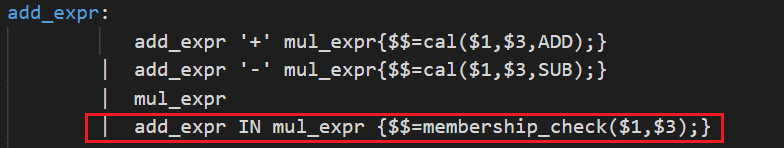 add_expr:
add_expr '+' mul_expr{$$=cal($1,$3,ADD);}
| add_expr '-' mul_expr{$$=cal($1,$3,SUB);}
| mul_expr
| add_expr IN mul_expr {$$=membership_check($1,$3);}